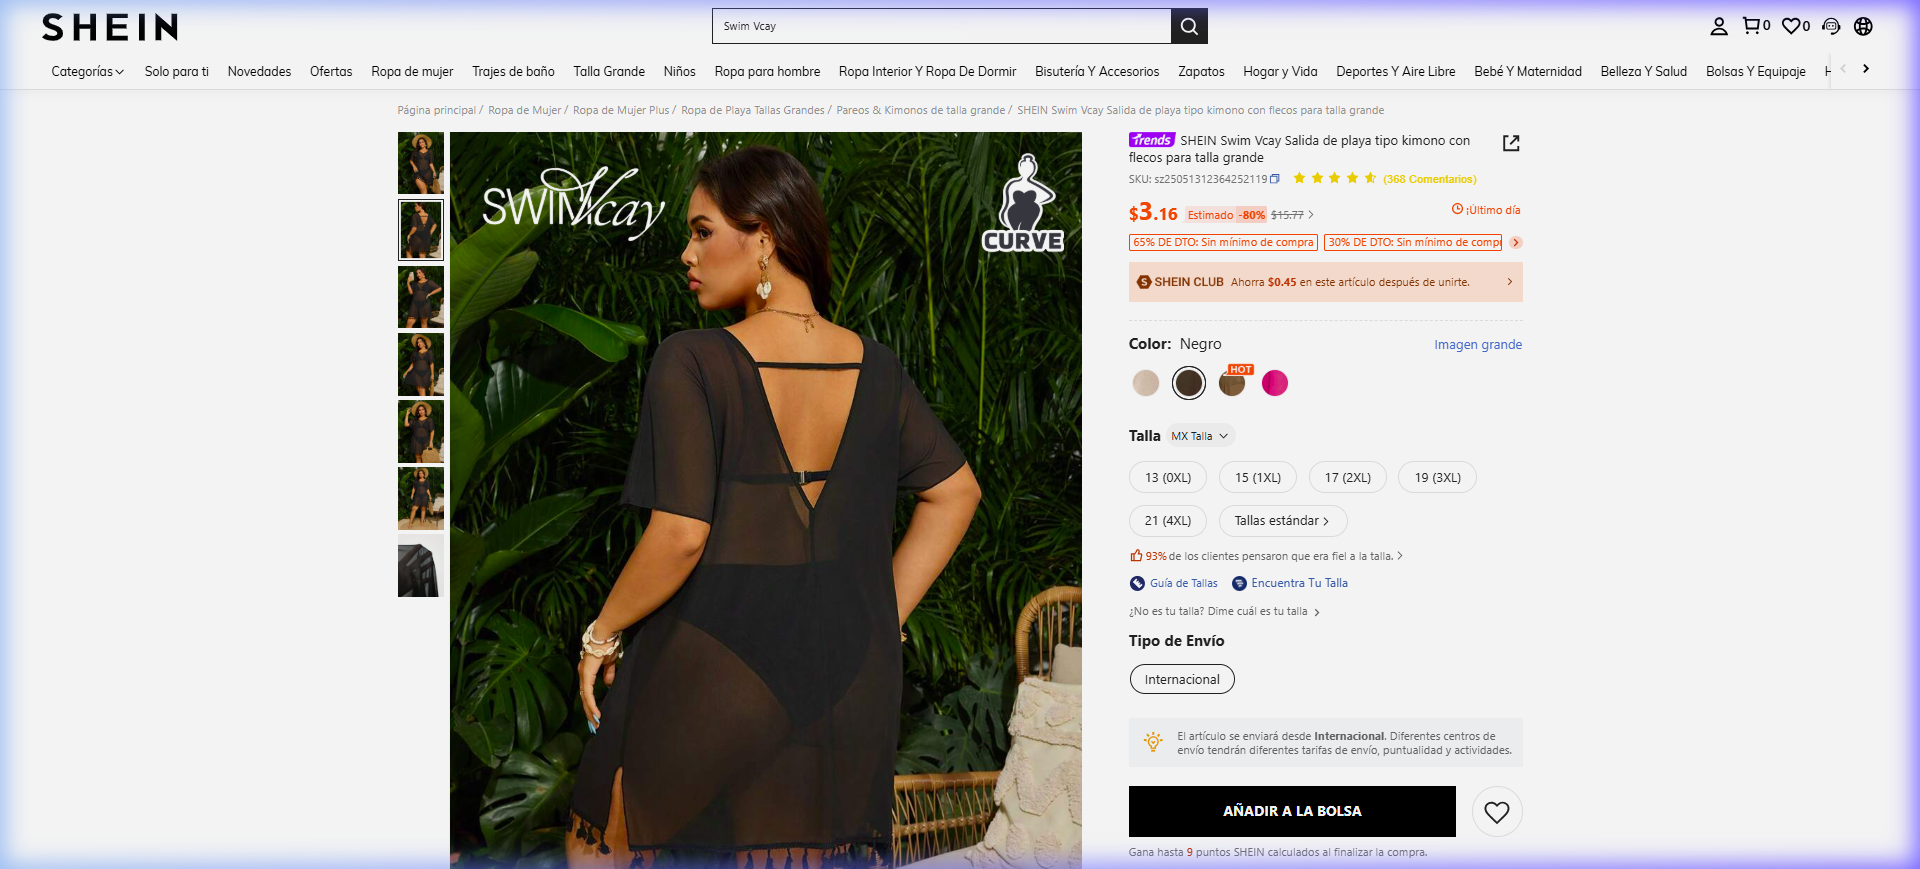 SHEIN
Swim Vcay
0
0
Categorías
Solo para ti
Novedades
Ofertas
Ropa de mujer
Trajes de baño
Talla Grande
Niños
Ropa para hombre
Ropa Interior Y Ropa De Dormir
Bisutería Y Accesorios
Zapatos
Hogar y Vida
Deportes Y Aire Libre
Bebé Y Maternidad
Belleza Y Salud
Bolsas Y Equipaje
Página principal / Ropa de Mujer / Ropa de Mujer Plus / Ropa de Playa Tallas Grandes / Pareos & Kimonos de talla grande / SHEIN Swim Vcay Salida de playa tipo kimono con flecos para talla grande
SWIM Vcay
CURVE
Trends SHEIN Swim Vcay Salida de playa tipo kimono con
flecos para talla grande
SKU: sz25051312364252119 (368 Comentarios)
$3.16 Estimado -80% $15.77 ¡Último día
65% DE DTO: Sin mínimo de compra 30% DE DTO: Sin mínimo de compr
S SHEIN CLUB Ahorra $0.45 en este artículo después de unirte.
Color: Negro Imagen grande
HOT
Talla MX Talla
13 (0XL) 15 (1XL) 17 (2XL) 19 (3XL)
21 (4XL) Tallas estándar
93% de los clientes pensaron que era fiel a la talla.
Guía de Tallas Encuentra Tu Talla
¿No es tu talla? Dime cuál es tu talla
Tipo de Envío
Internacional
El artículo se enviará desde Internacional. Diferentes centros de
envío tendrán diferentes tarifas de envío, puntualidad y actividades.
AÑADIR A LA BOLSA
Gana hasta 9 puntos SHEIN calculados al finalizar la compra.